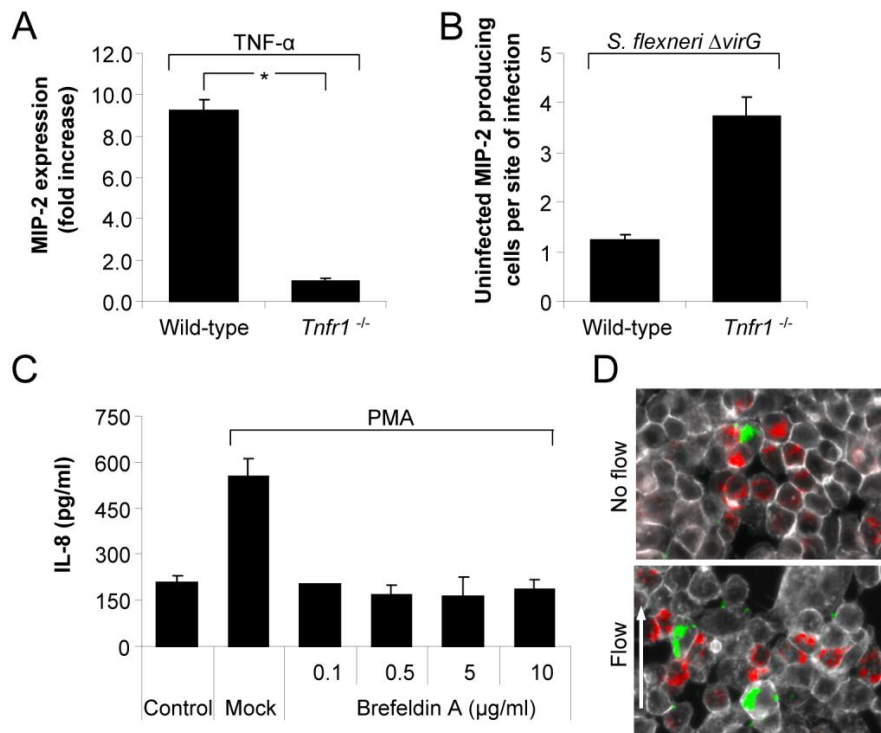 A
TNF-α
*
MIP-2 expression
(fold increase)
12.0
10.0
8.0
6.0
4.0
2.0
0.0
Wild-type
Tnfr1 -/-
B
S. flexneri ΔvirG
Uninfected MIP-2 producing
cells per site of infection
5
4
3
2
1
0
Wild-type
Tnfr1 -/-
C
PMA
IL-8 (pg/ml)
750
600
450
300
150
0
0.1
0.5
5
10
Control
Mock
Brefeldin A (μg/ml)
D
No flow
Flow